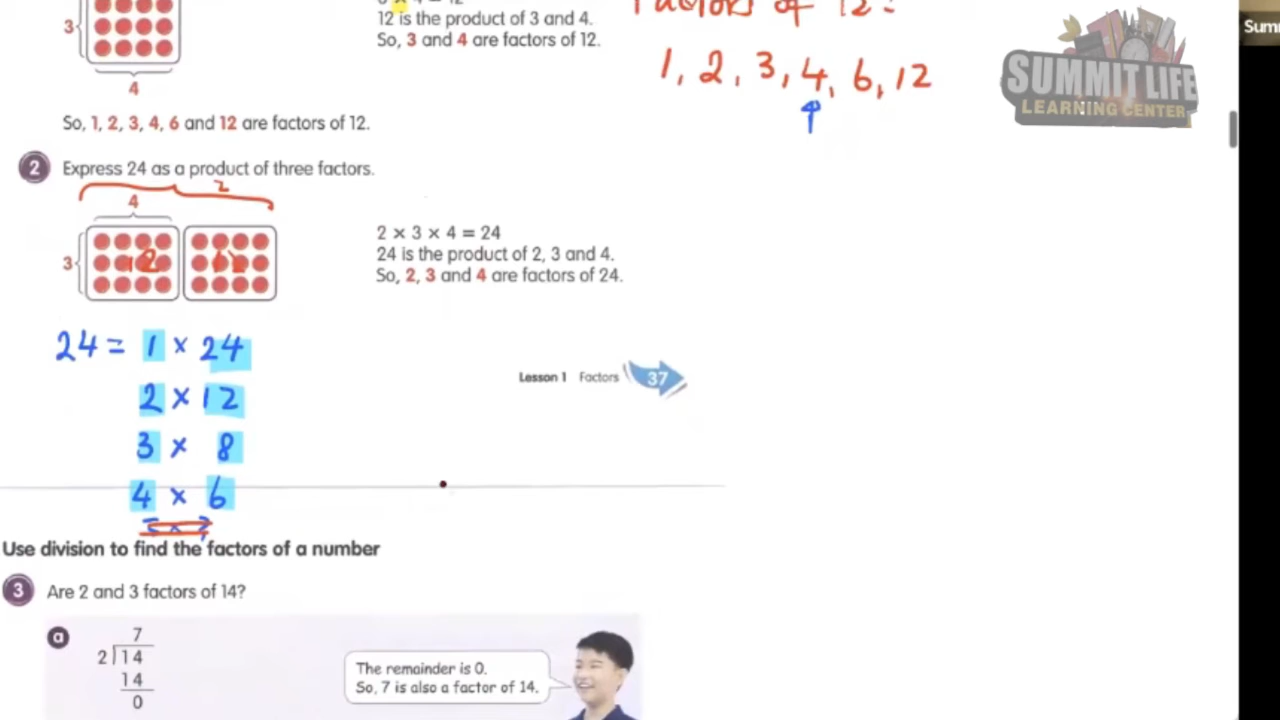 3
4
12 is the product of 3 and 4.
So, 3 and 4 are factors of 12.
Factors of 12:
1, 2, 3, 4, 6, 12
SUMMIT LIFE
LEARNING CENTER
Summ
So, 1, 2, 3, 4, 6 and 12 are factors of 12.
2 Express 24 as a product of three factors.
2
4
3
12 12
2 × 3 × 4 = 24
24 is the product of 2, 3 and 4.
So, 2, 3 and 4 are factors of 24.
24 = 1 × 24
2 × 12
3 × 8
4 × 6
Lesson 1 Factors 37
Use division to find the factors of a number
3 Are 2 and 3 factors of 14?
a
7
2 14
14
0
The remainder is 0.
So, 7 is also a factor of 14.